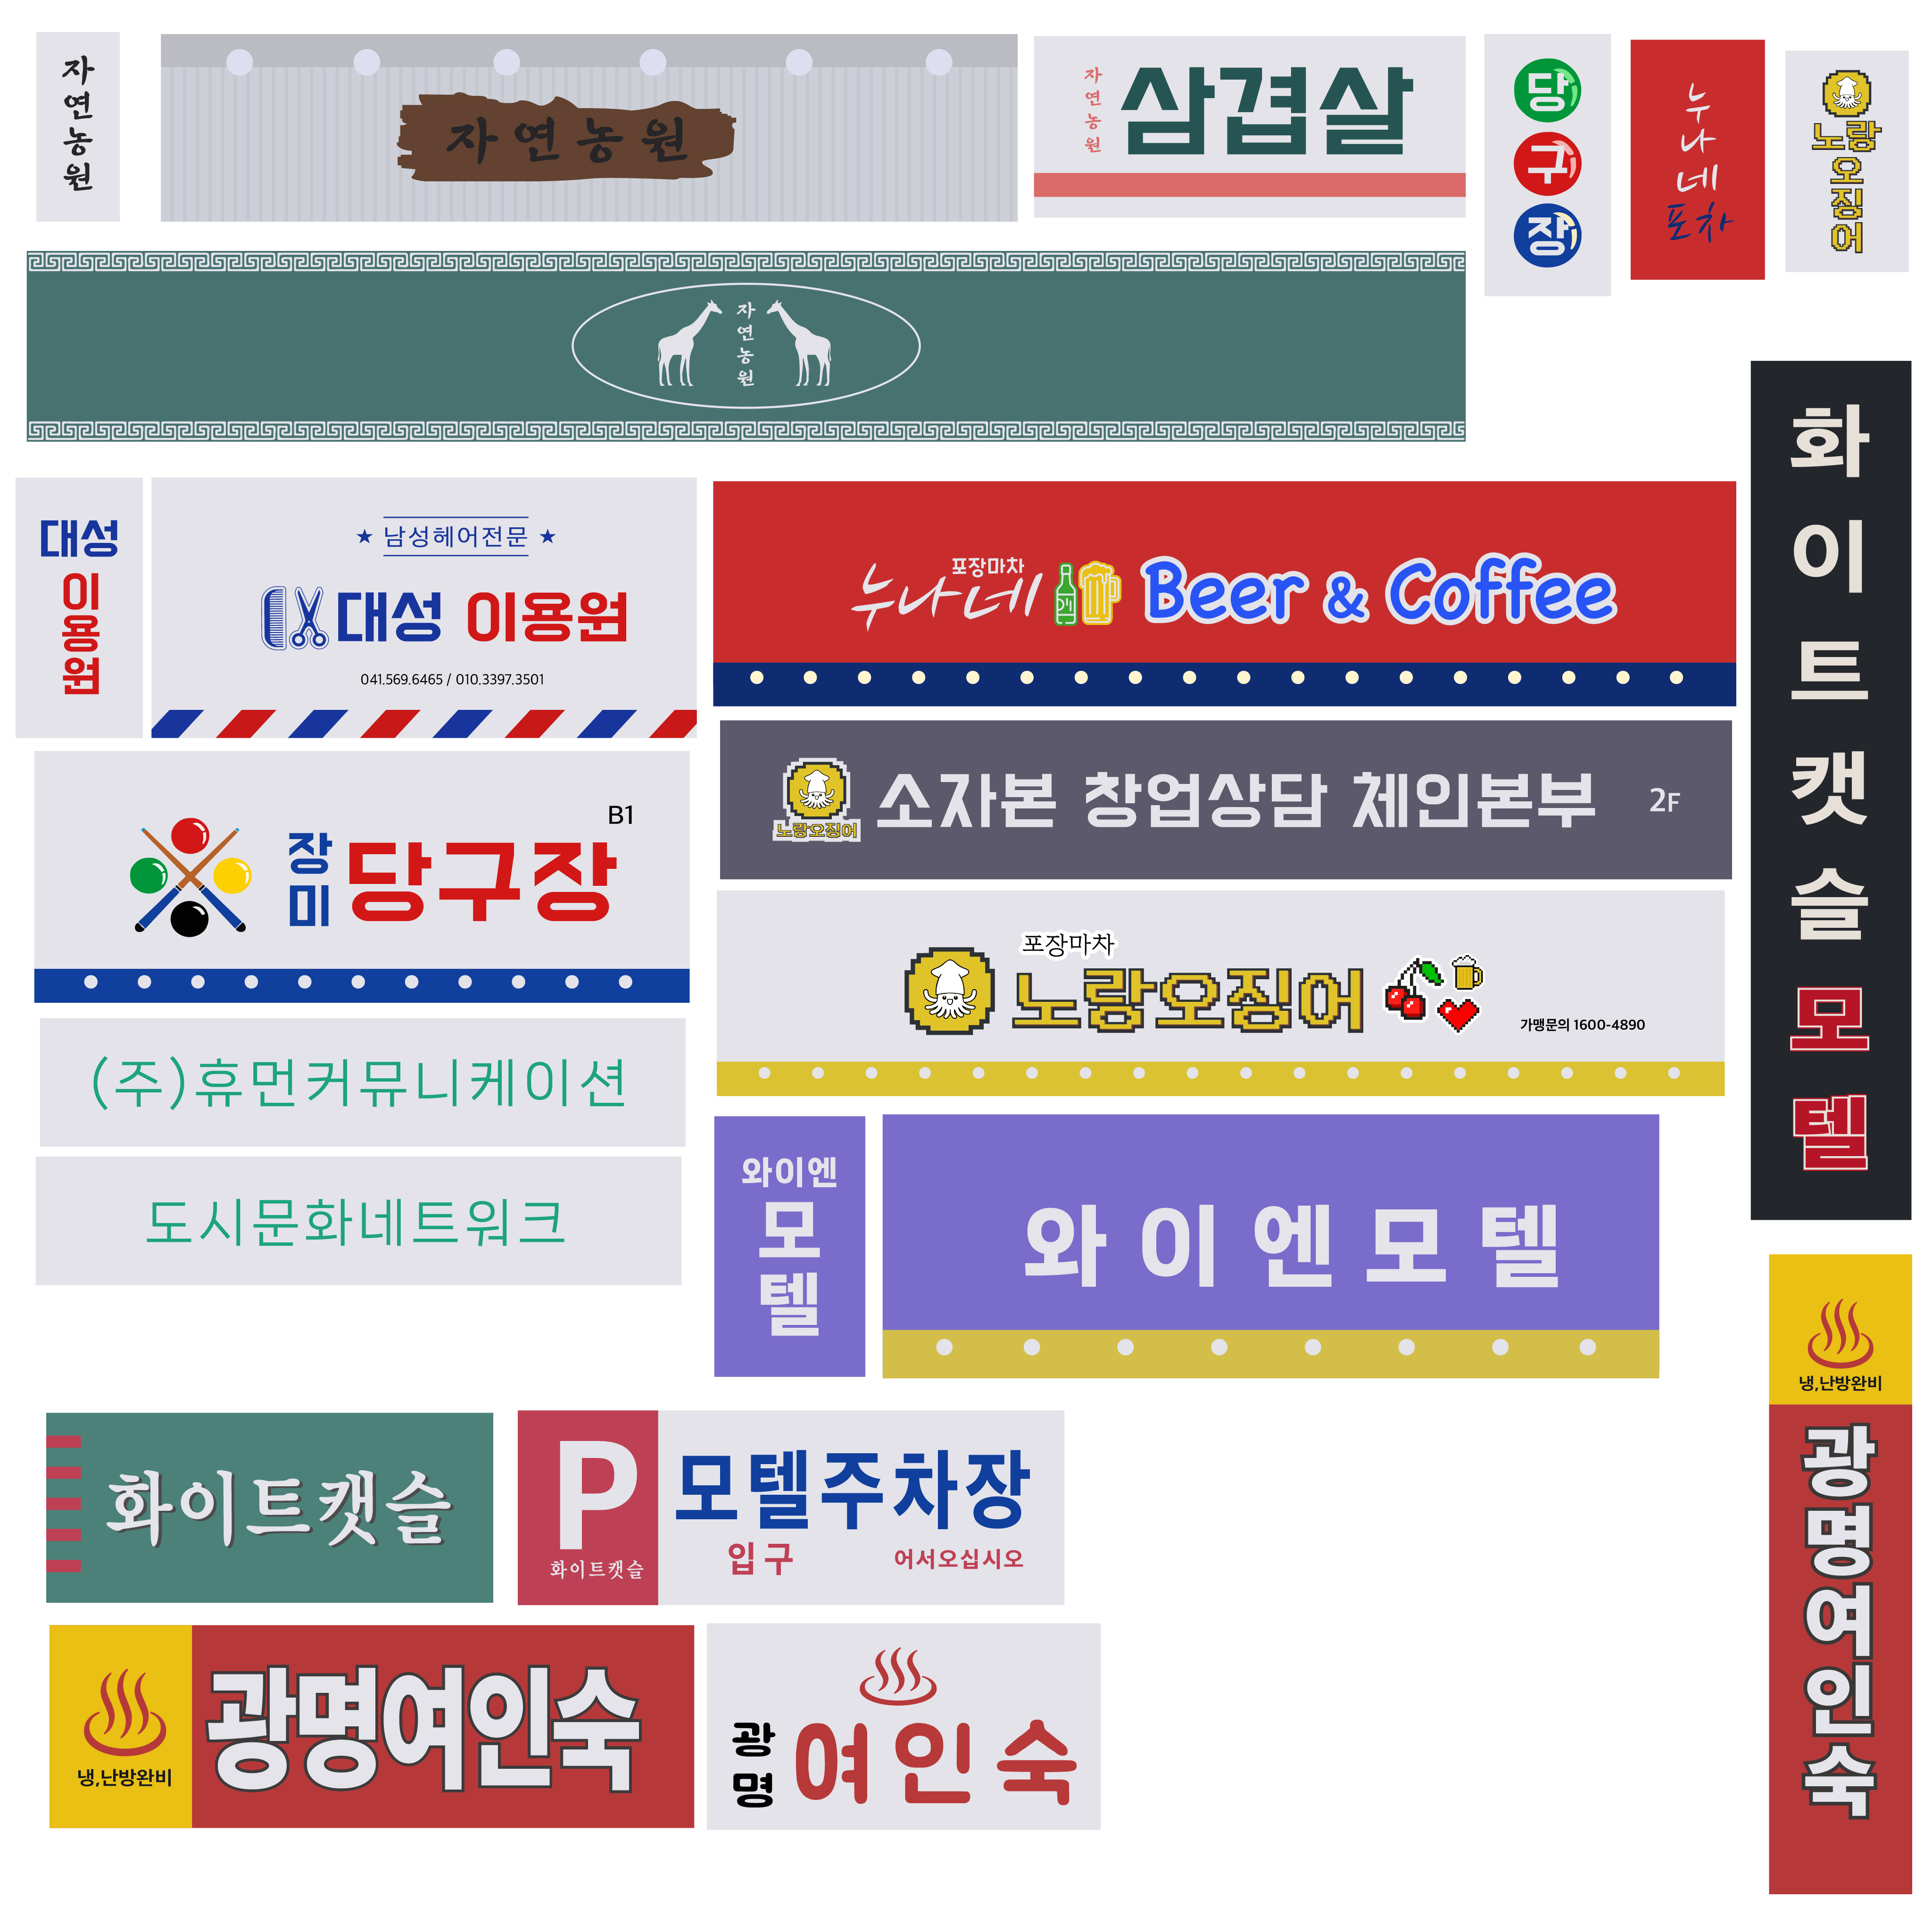 자연농원
자연농원
자연농원
삼겹살
당구장
누나네
포차
노랑
오징어
자연농원
화이트캣슬모텔
대성
이용원
★ 남성헤어전문 ★
대성 이용원
041.569.6465 / 010.3397.3501
포장마차
누나네 Beer & Coffee
노랑오징어
소자본 창업상담 체인본부 2F
B1
장미
당구장
포장마차
노랑오징어
가맹문의 1600-4890
(주)휴먼커뮤니케이션
도시문화네트워크
와이엔
모텔
와이엔모텔
냉,난방완비
광명여인숙
화이트캣슬
P
화이트캣슬
모텔주차장
입구
어서오십시오
냉,난방완비
광명여인숙
광명
여인숙